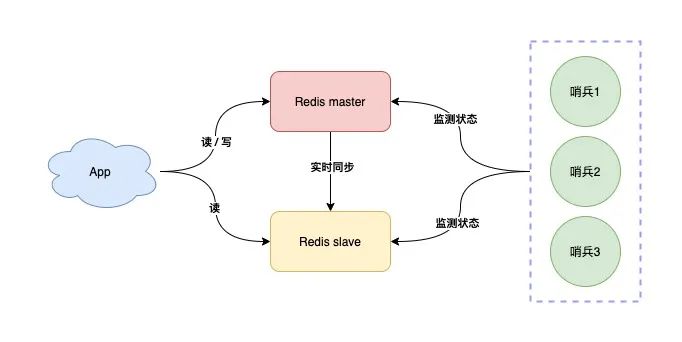 Redis master
哨兵1
监测状态
读 / 写
App
实时同步
哨兵2
读
监测状态
Redis slave
哨兵3